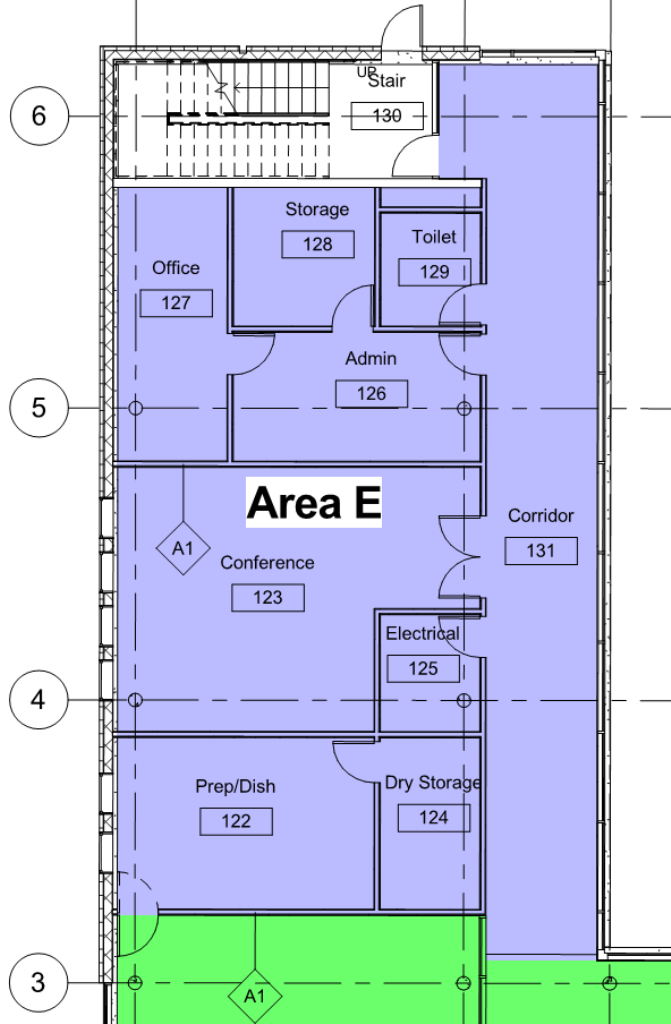 UP
Stair
6
130
Storage
128
Toilet
129
Office
127
Admin
126
5
Area E
Corridor
131
A1
Conference
123
Electrical
125
4
Prep/Dish
122
Dry Storage
124
3
A1